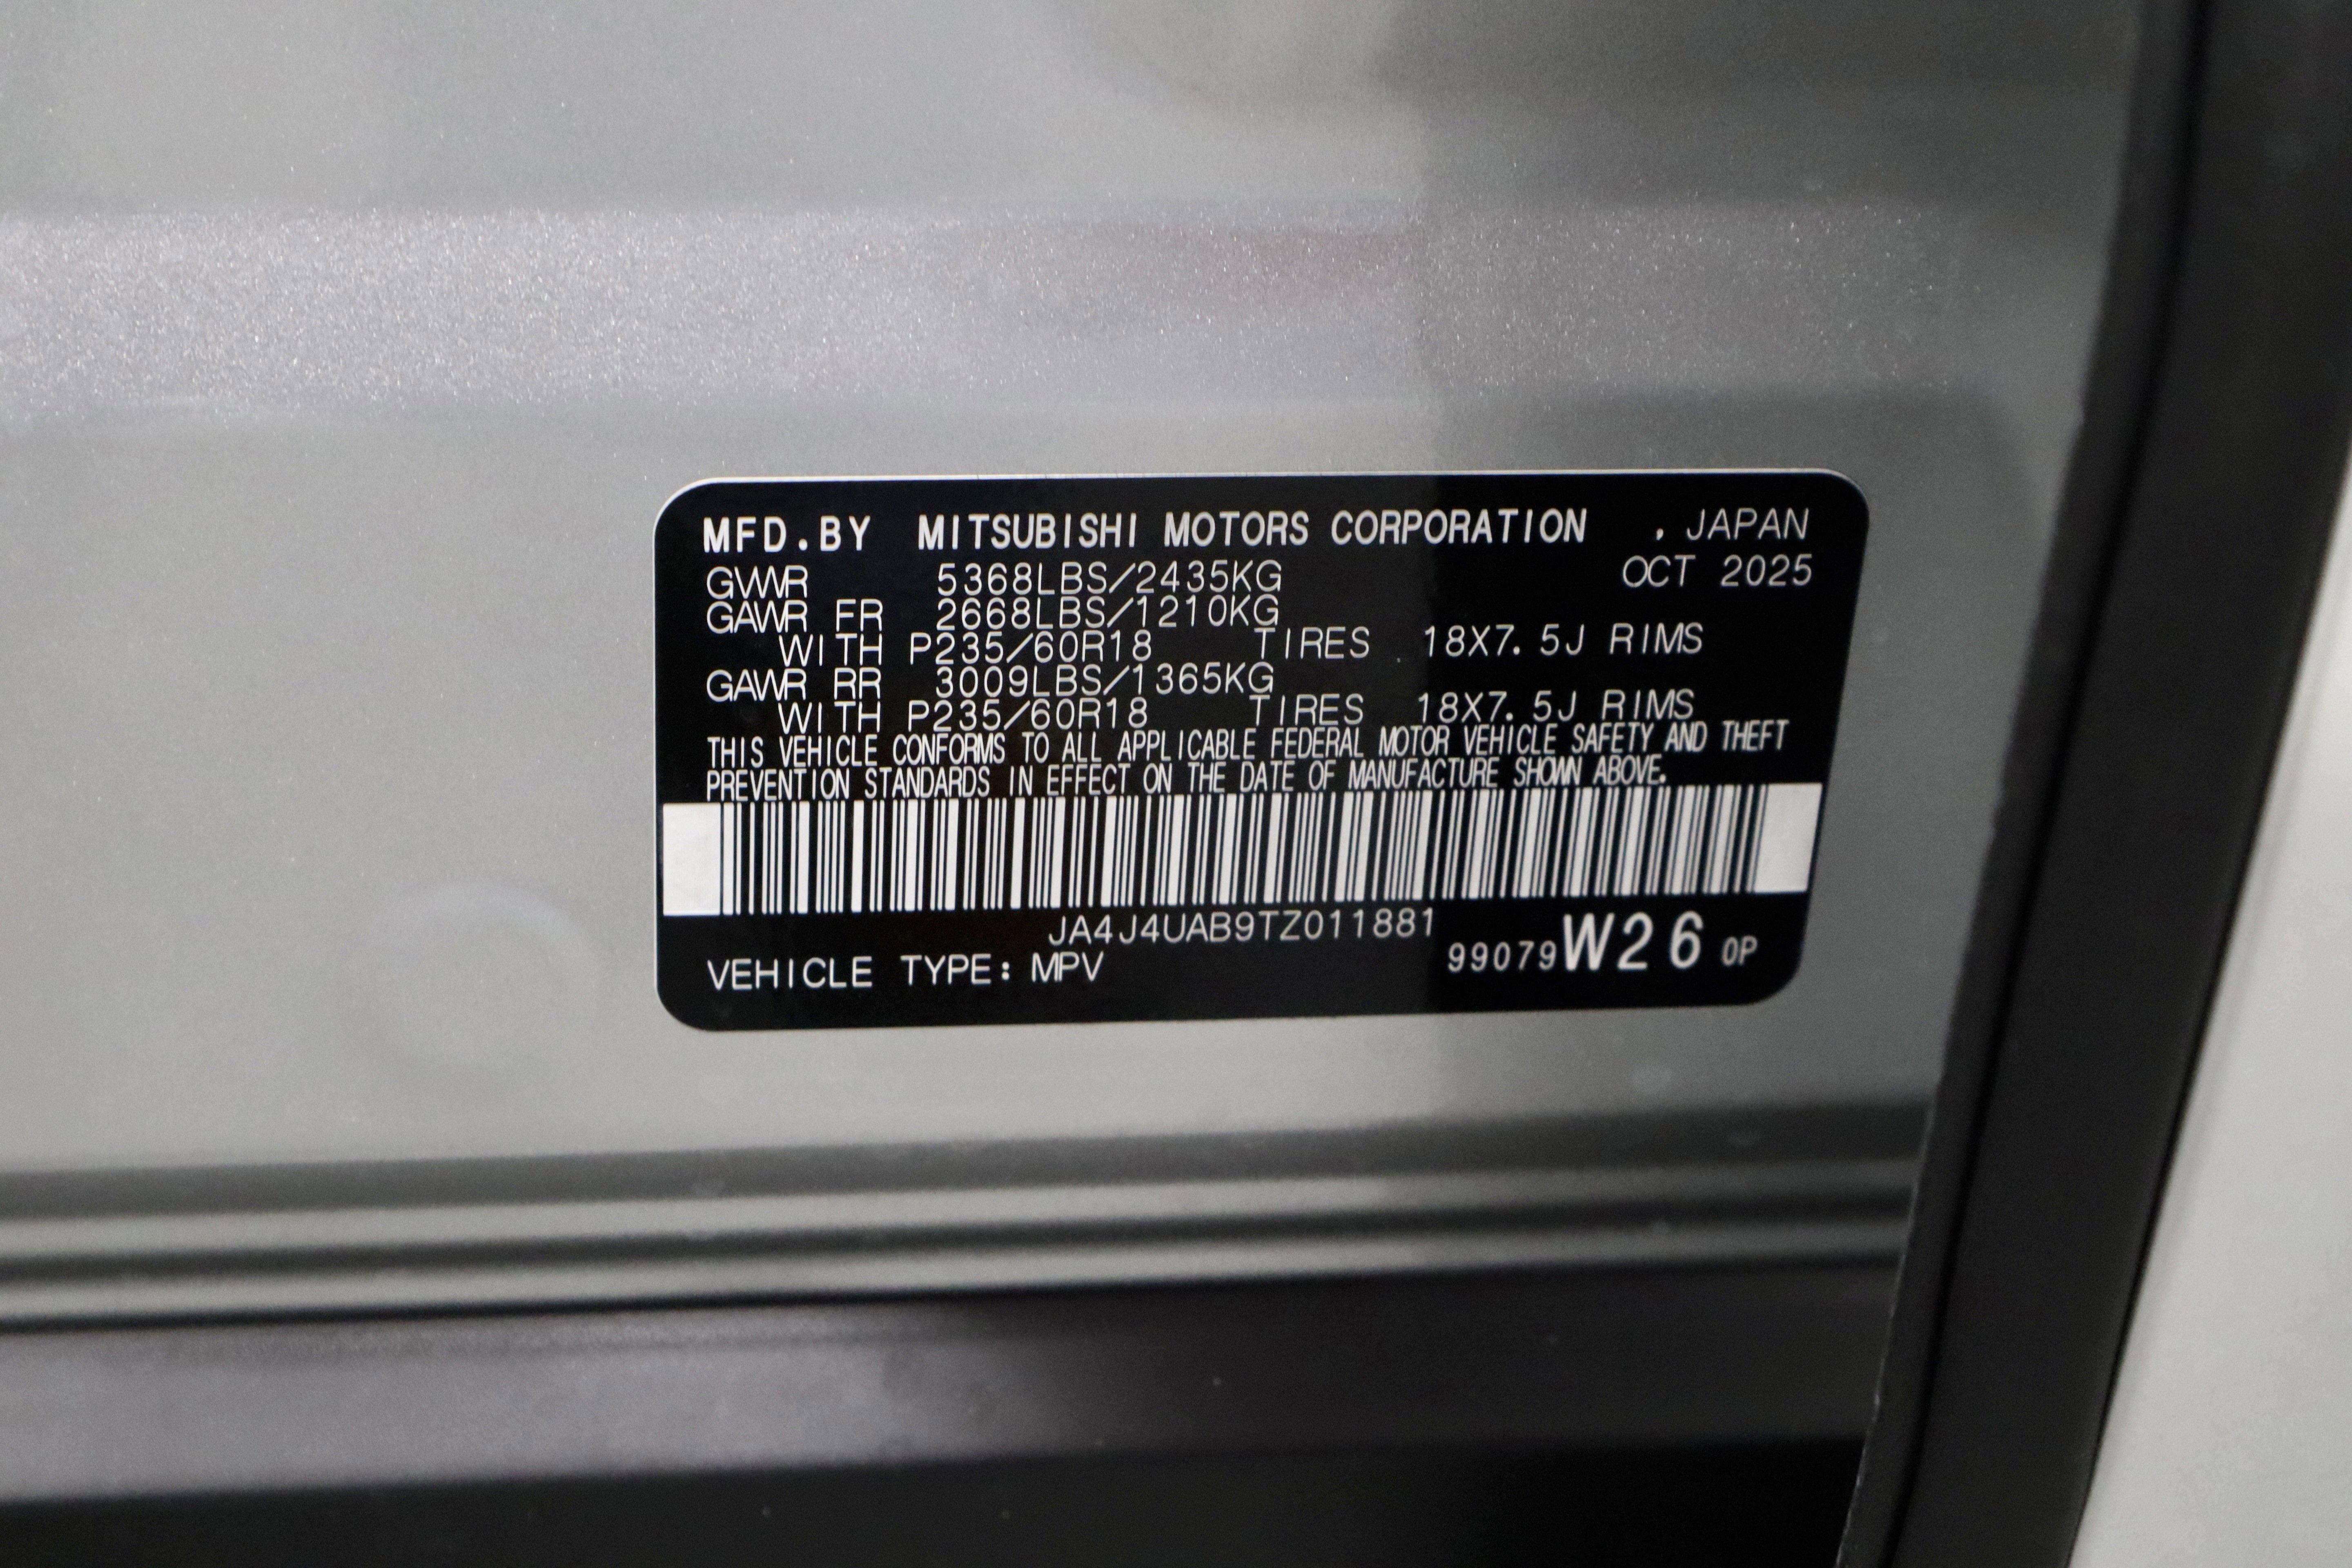 MFD.BY MITSUBISHI MOTORS CORPORATION , JAPAN
GVWR 5368LBS/2435KG OCT 2025
GAWR FR 2668LBS/1210KG
WITH P235/60R18 TIRES 18X7.5J RIMS
GAWR RR 3009LBS/1365KG
WITH P235/60R18 TIRES 18X7.5J RIMS
THIS VEHICLE CONFORMS TO ALL APPLICABLE FEDERAL MOTOR VEHICLE SAFETY AND THEFT
PREVENTION STANDARDS IN EFFECT ON THE DATE OF MANUFACTURE SHOWN ABOVE.
JA4J4UAB9TZ011881
VEHICLE TYPE: MPV 99079W26 0P